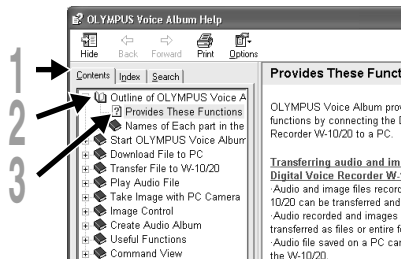 OLYMPUS Voice Album Help
Hide Back Forward Print Options
1
Contents Index Search
2
Outline of OLYMPUS Voice A
3
Provides These Functions
Names of Each part in the
Start OLYMPUS Voice Album
Download File to PC
Transfer File to W-10/20
Play Audio File
Take Image with PC Camera
Image Control
Create Audio Album
Useful Functions
Command View
Provides These Funct
OLYMPUS Voice Album prov
functions by connecting the D
Recorder W-10/20 to a PC.
Transferring audio and im
Digital Voice Recorder W-
·Audio and image files record
10/20 can be transferred and
·Audio recorded and images
transferred as files or entire f
·Audio file saved on a PC can
the W-10/20.